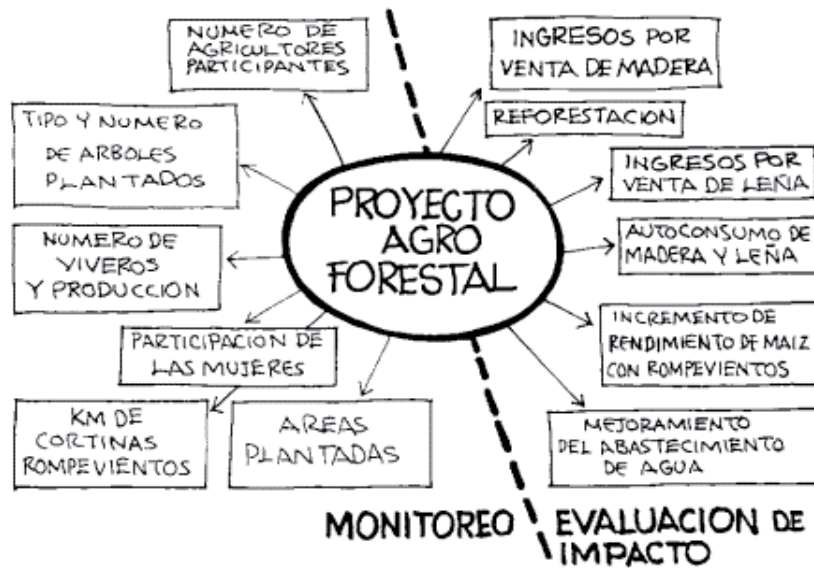 NUMERO DE
AGRICULTORES
PARTICIPANTES
TIPO Y NUMERO
DE ARBOLES
PLANTADOS
NUMERO DE
VIVEROS
Y PRODUCCION
PARTICIPACION DE
LAS MUJERES
KM DE
CORTINAS
ROMPEVIENTOS
AREAS
PLANTADAS
PROYECTO
AGRO
FORESTAL
INGRESOS POR
VENTA DE MADERA
REFORESTACION
INGRESOS POR
VENTA DE LEÑA
AUTOCONSUMO DE
MADERA Y LEÑA
INCREMENTO DE
RENDIMIENTO DE MAIZ
CON ROMPEVIENTOS
MEJORAMIENTO
DEL ABASTECIMIENTO
DE AGUA
MONITOREO
EVALUACION DE
IMPACTO